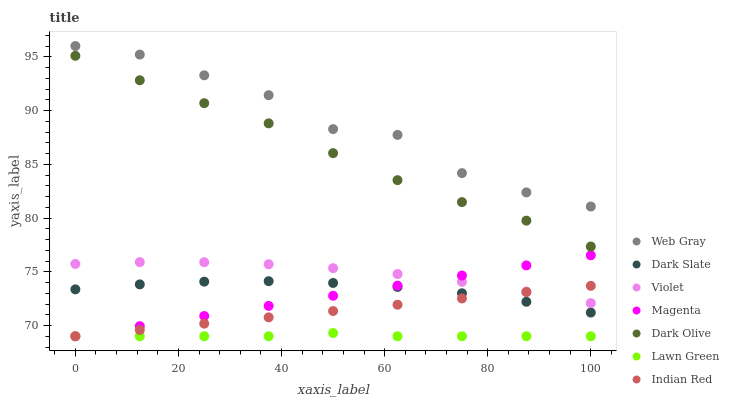 title
yaxis_label
95
90
85
80
75
70
0
20
40
60
80
100
xaxis_label
Web Gray
Dark Slate
Violet
Magenta
Dark Olive
Lawn Green
Indian Red